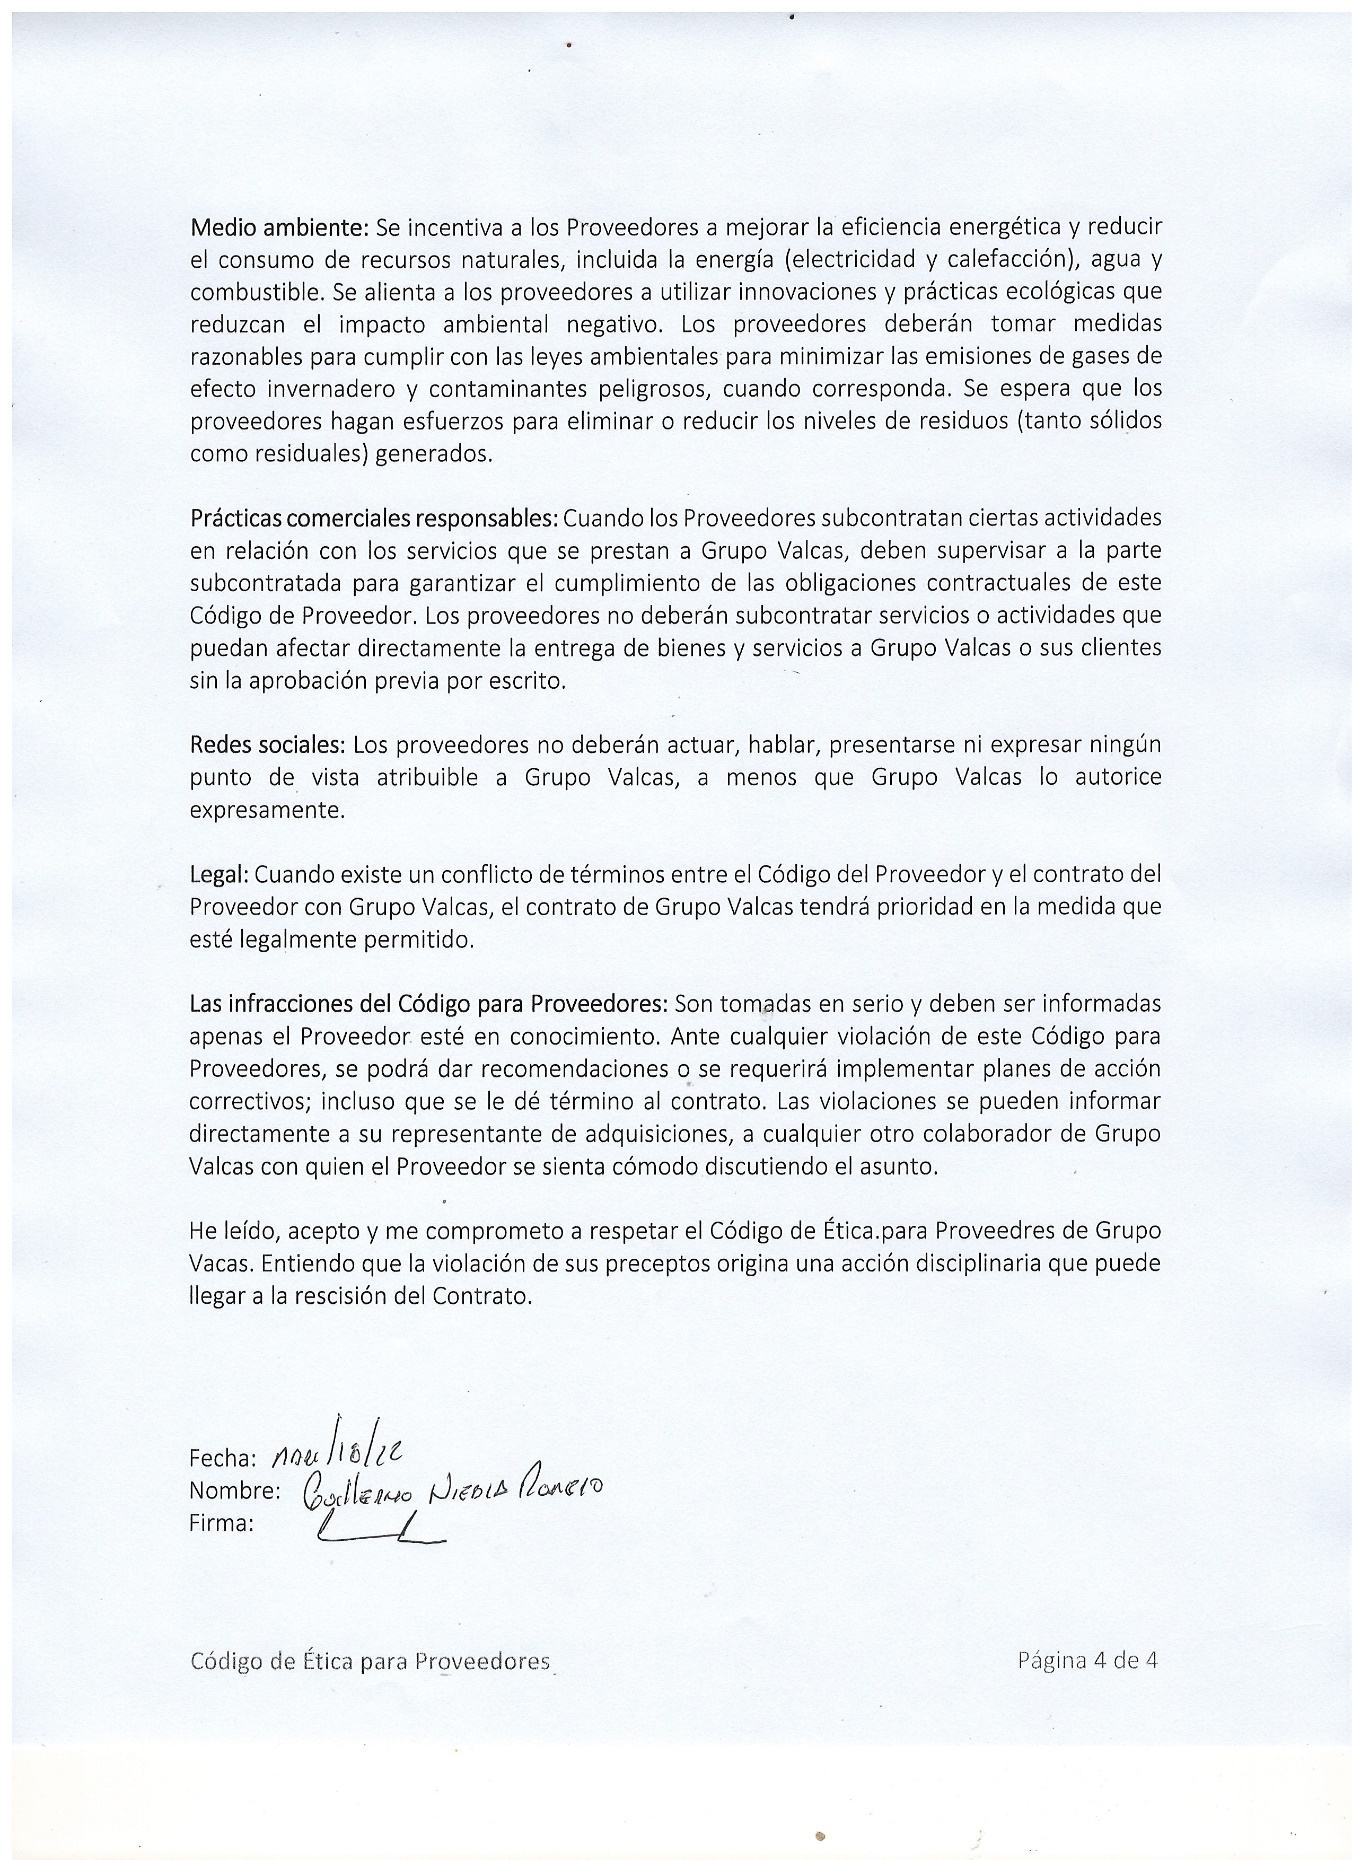 Medio ambiente: Se incentiva a los Proveedores a mejorar la eficiencia energética y reducir
el consumo de recursos naturales, incluida la energía (electricidad y calefacción), agua y
combustible. Se alienta a los proveedores a utilizar innovaciones y prácticas ecológicas que
reduzcan el impacto ambiental negativo. Los proveedores deberán tomar medidas
razonables para cumplir con las leyes ambientales para minimizar las emisiones de gases de
efecto invernadero y contaminantes peligrosos, cuando corresponda. Se espera que los
proveedores hagan esfuerzos para eliminar o reducir los niveles de residuos (tanto sólidos
como residuales) generados.
Prácticas comerciales responsables: Cuando los Proveedores subcontratan ciertas actividades
en relación con los servicios que se prestan a Grupo Valcas, deben supervisar a la parte
subcontratada para garantizar el cumplimiento de las obligaciones contractuales de este
Código de Proveedor. Los proveedores no deberán subcontratar servicios o actividades que
puedan afectar directamente la entrega de bienes y servicios a Grupo Valcas o sus clientes
sin la aprobación previa por escrito.
Redes sociales: Los proveedores no deberán actuar, hablar, presentarse ni expresar ningún
punto de vista atribuible a Grupo Valcas, a menos que Grupo Valcas lo autorice
expresamente.
Legal: Cuando existe un conflicto de términos entre el Código del Proveedor y el contrato del
Proveedor con Grupo Valcas, el contrato de Grupo Valcas tendrá prioridad en la medida que
esté legalmente permitido.
Las infracciones del Código para Proveedores: Son tomadas en serio y deben ser informadas
apenas el Proveedor esté en conocimiento. Ante cualquier violación de este Código para
Proveedores, se podrá dar recomendaciones o se requerirá implementar planes de acción
correctivos; incluso que se le dé término al contrato. Las violaciones se pueden informar
directamente a su representante de adquisiciones, a cualquier otro colaborador de Grupo
Valcas con quien el Proveedor se sienta cómodo discutiendo el asunto.
He leído, acepto y me comprometo a respetar el Código de Ética.para Proveedres de Grupo
Vacas. Entiendo que la violación de sus preceptos origina una acción disciplinaria que puede
llegar a la rescisión del Contrato.
Fecha:
Nombre: Guillermo Niebla Romero
Firma:
Código de Ética para Proveedores Página 4 de 4